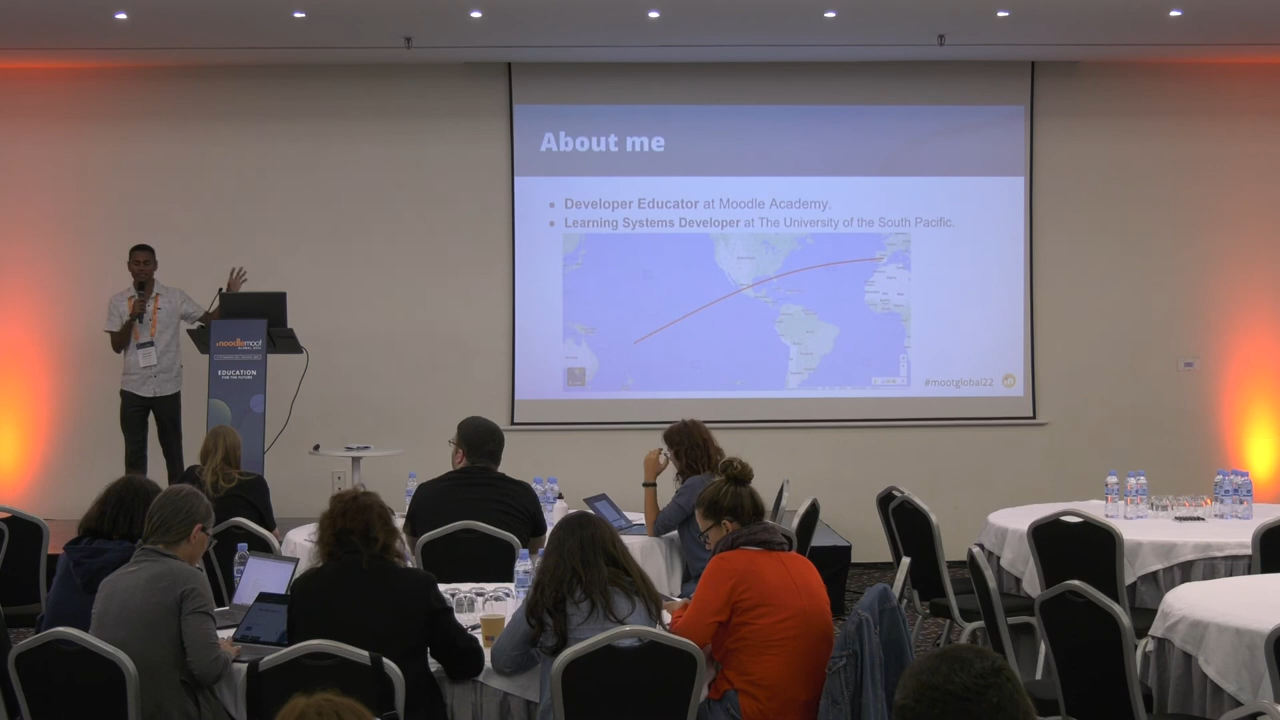 About me
Developer Educator at Moodle Academy.
Learning Systems Developer at The University of the South Pacific.
#mootglobal22
moodlemoot
EDUCATION
FOR THE FUTURE